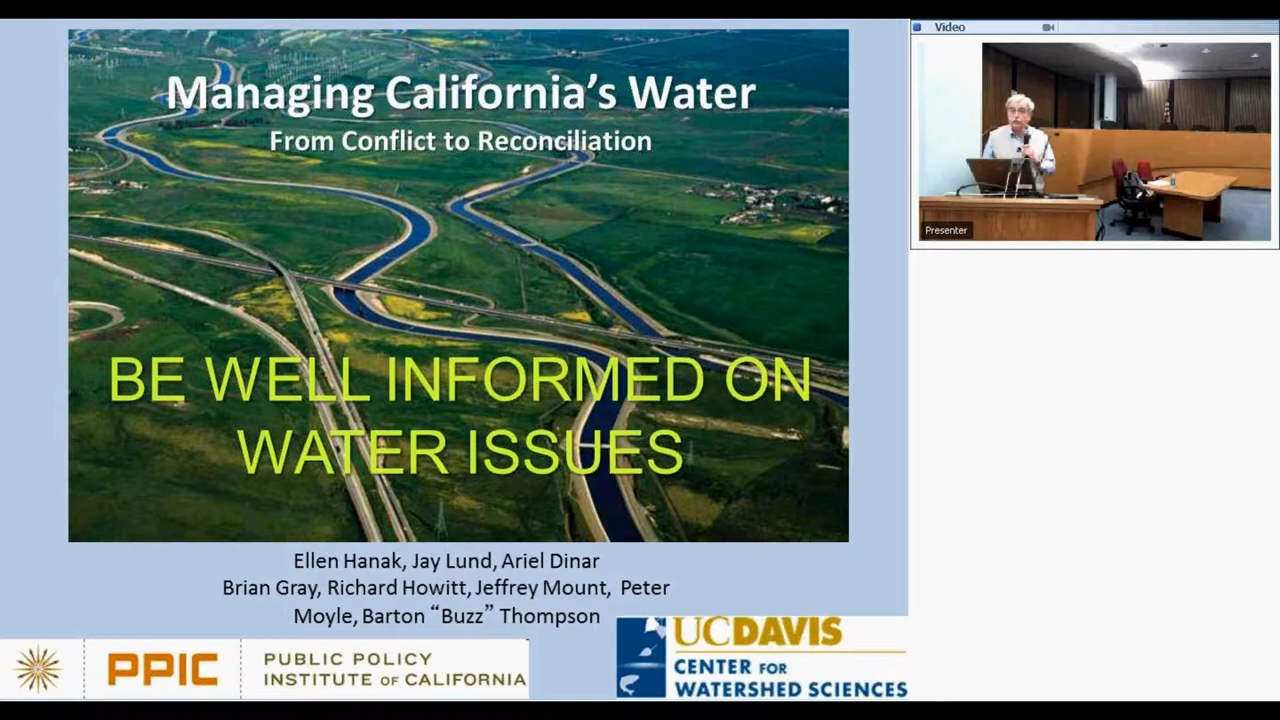 Managing California's Water
From Conflict to Reconciliation
BE WELL INFORMED ON
WATER ISSUES
Ellen Hanak, Jay Lund, Ariel Dinar
Brian Gray, Richard Howitt, Jeffrey Mount, Peter
Moyle, Barton “Buzz” Thompson
PPIC
PUBLIC POLICY
INSTITUTE OF CALIFORNIA
UCDAVIS
CENTER FOR
WATERSHED SCIENCES
Video
Presenter